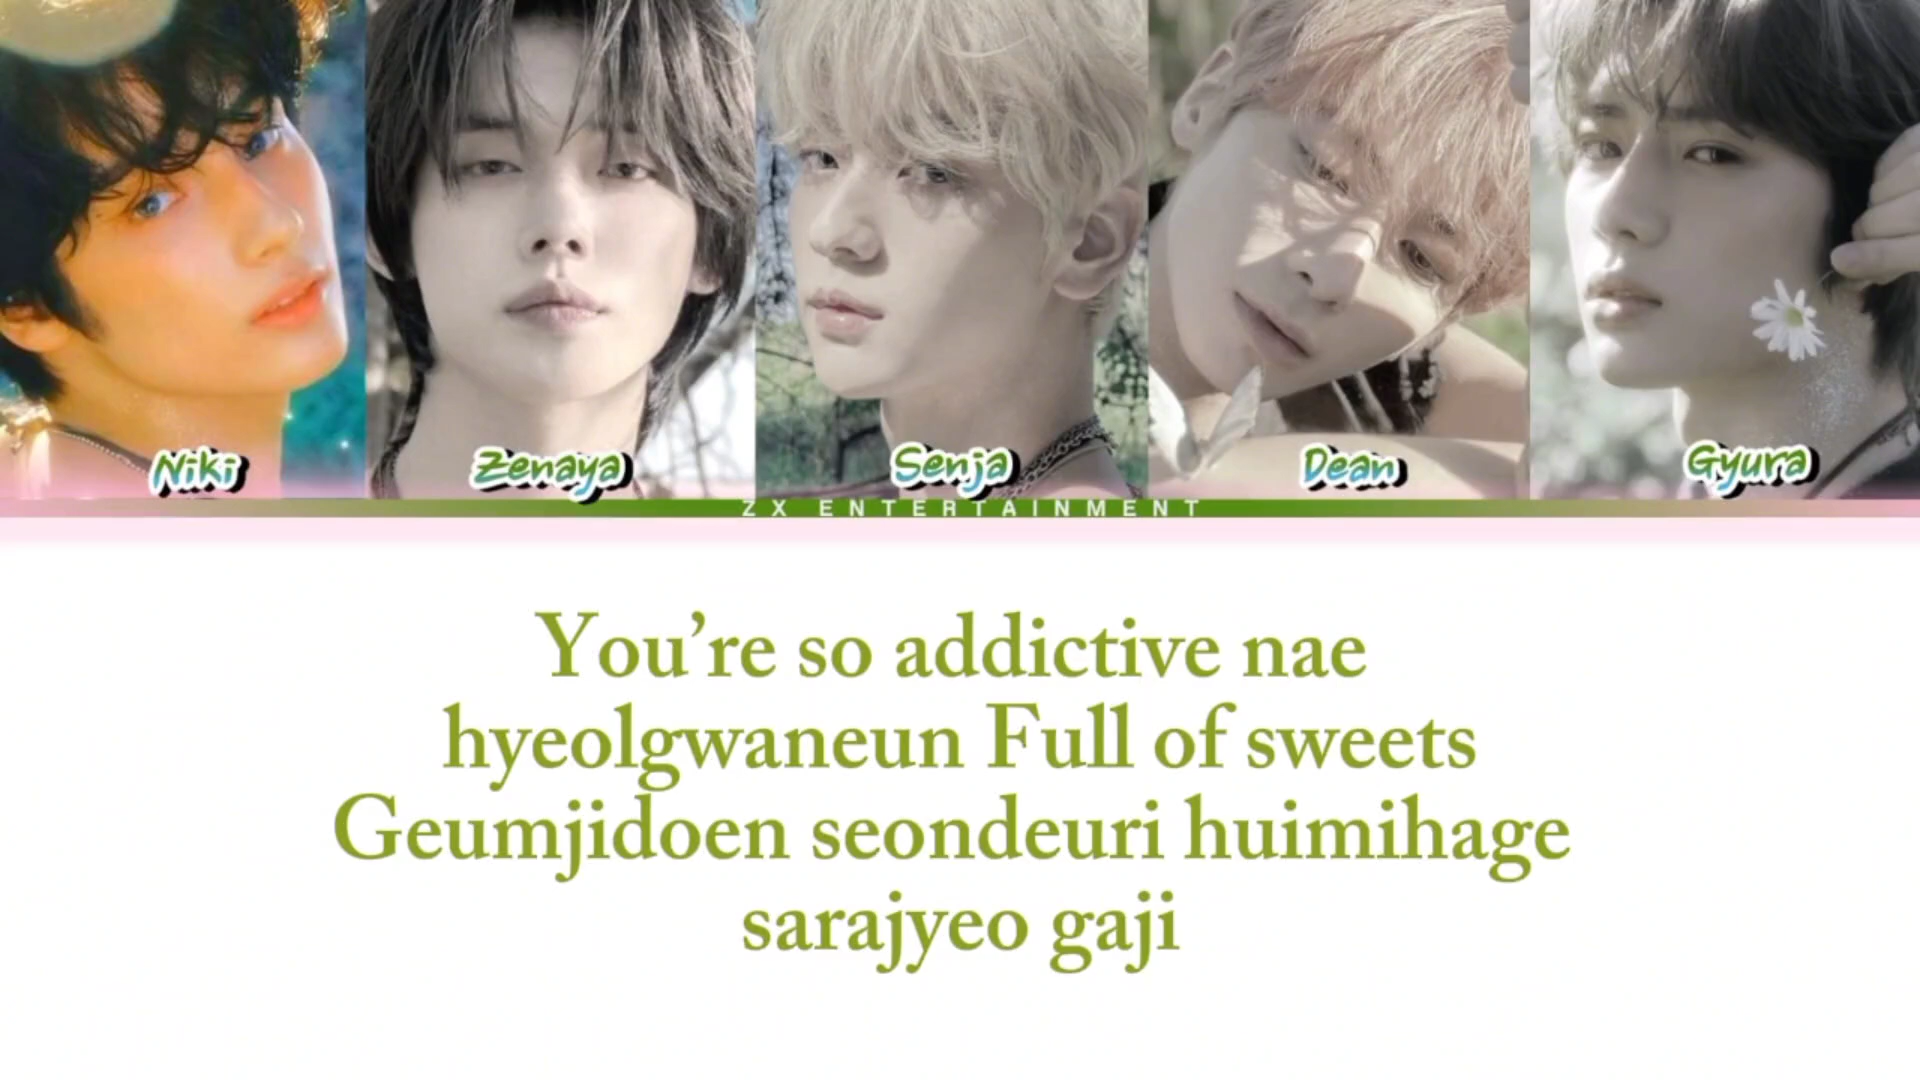 Niki
Zenaya
Senja
Dean
Gyura
ZX ENTERTAINMENT
You’re so addictive nae
hyeolgwaneun Full of sweets
Geumjidoen seondeuri huimihage
sarajyeo gaji